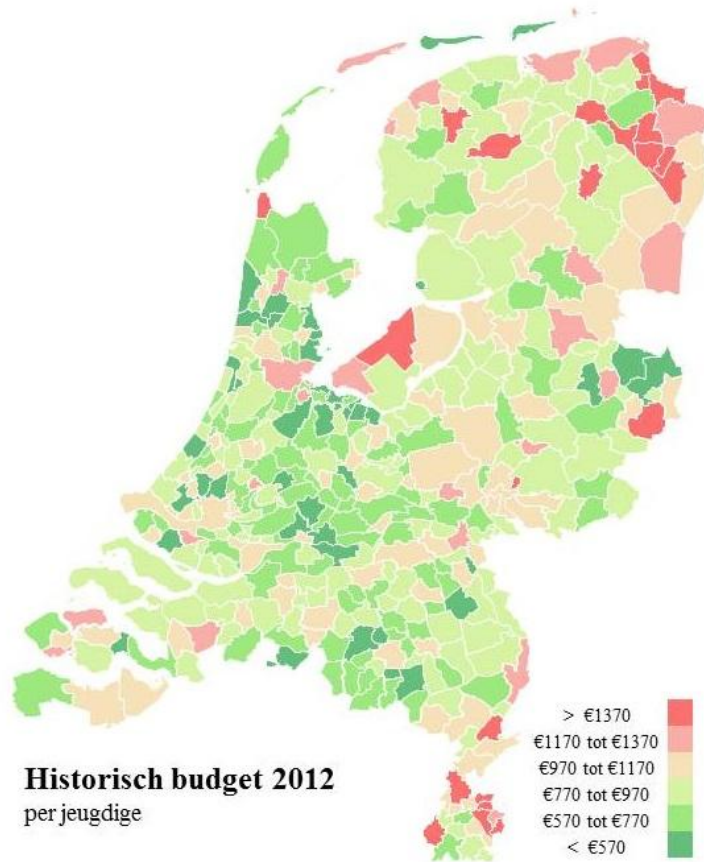 Historisch budget 2012
per jeugdige
> €1370
€1170 tot €1370
€970 tot €1170
€770 tot €970
€570 tot €770
< €570